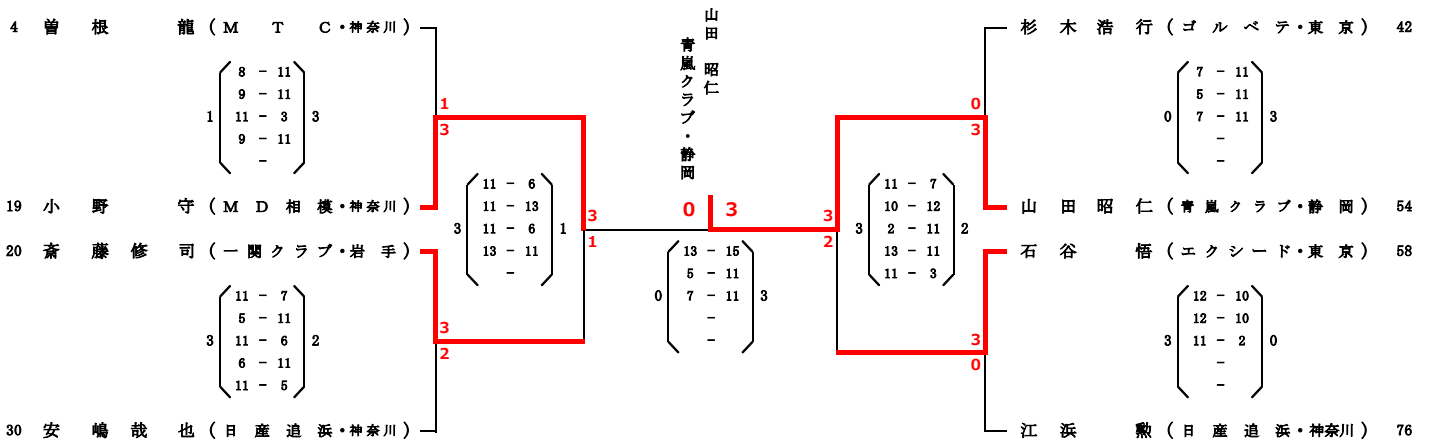 4 曽根 龍 (MTC・神奈川)
8 - 11
9 - 11
1 11 - 3 3
9 - 11
-
1
3
19 小野 守 (MD相模・神奈川)
20 斎藤修司 (一関クラブ・岩手)
11 - 7
5 - 11
3 11 - 6 2
6 - 11
11 - 5
3
2
30 安嶋哉也 (日産追浜・神奈川)
11 - 6
11 - 13
3 11 - 6 1
13 - 11
-
3
1
山田 昭仁
青嵐クラブ・静岡
0 3
13 - 15
5 - 11
0 7 - 11 3
-
-
3
2
11 - 7
10 - 12
3 2 - 11 2
13 - 11
11 - 3
杉木浩行 (ゴルベテ・東京) 42
7 - 11
5 - 11
0 7 - 11 3
-
-
0
3
山田昭仁 (青嵐クラブ・静岡) 54
石谷 悟 (エクシード・東京) 58
12 - 10
12 - 10
3 11 - 2 0
-
-
3
0
江浜 勲 (日産追浜・神奈川) 76